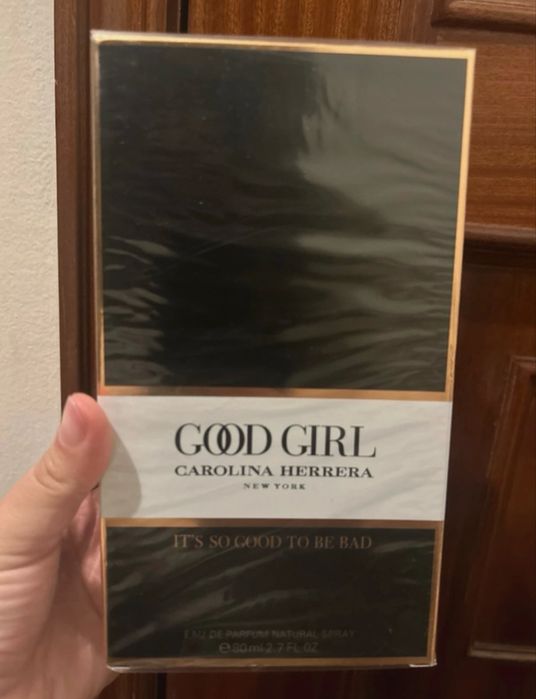 GOOD GIRL
CAROLINA HERRERA
NEW YORK
IT'S SO GOOD TO BE BAD
EAU DE PARFUM NATURAL SPRAY
℮ 80 ml 2.7 FL.OZ